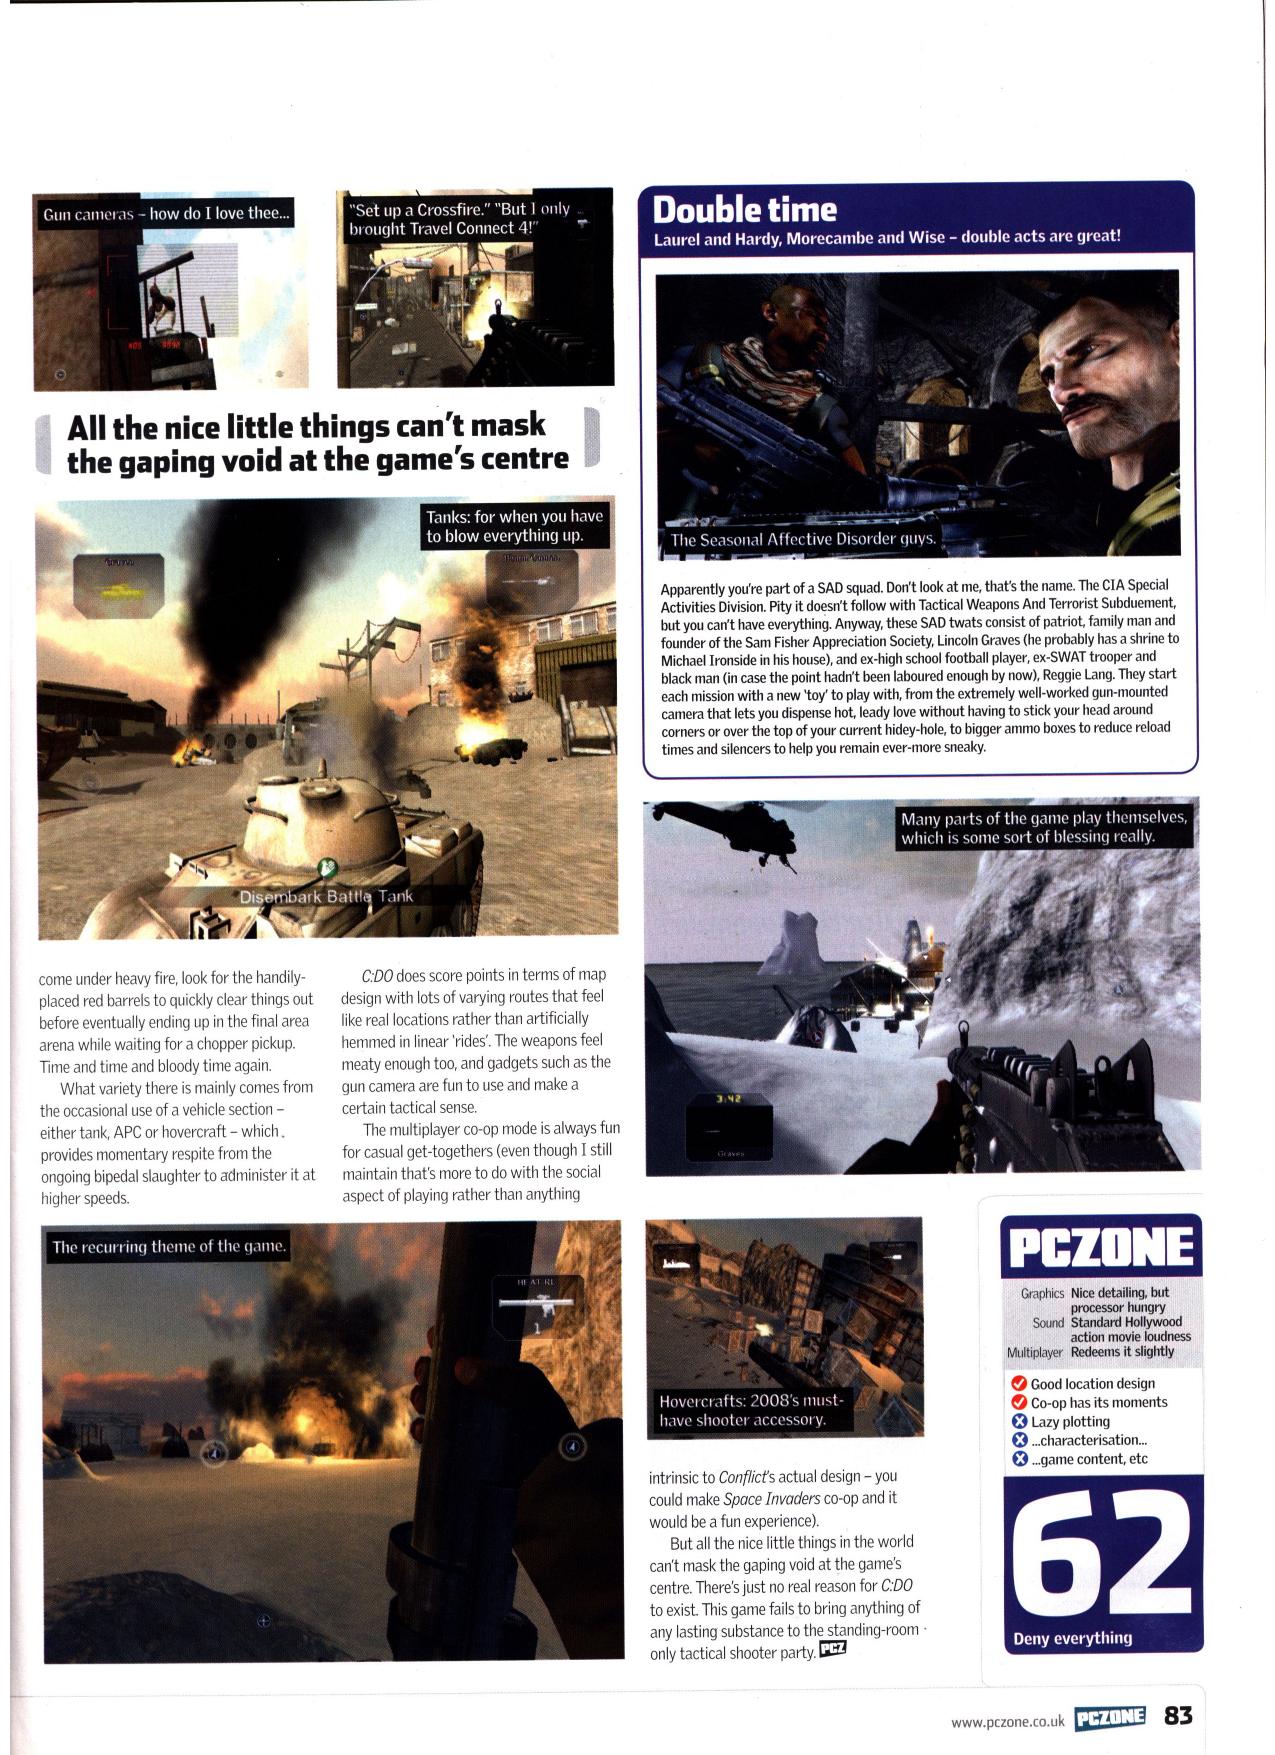 Gun cameras – how do I love thee...
"Set up a Crossfire." "But I only
brought Travel Connect 4!"
All the nice little things can't mask
the gaping void at the game's centre
Tanks: for when you have
to blow everything up.
Disembark Battle Tank
come under heavy fire, look for the handily-
placed red barrels to quickly clear things out
before eventually ending up in the final area
arena while waiting for a chopper pickup.
Time and time and bloody time again.
What variety there is mainly comes from
the occasional use of a vehicle section –
either tank, APC or hovercraft – which
provides momentary respite from the
ongoing bipedal slaughter to administer it at
higher speeds.
C:DO does score points in terms of map
design with lots of varying routes that feel
like real locations rather than artificially
hemmed in linear 'rides'. The weapons feel
meaty enough too, and gadgets such as the
gun camera are fun to use and make a
certain tactical sense.
The multiplayer co-op mode is always fun
for casual get-togethers (even though I still
maintain that's more to do with the social
aspect of playing rather than anything
The recurring theme of the game.
HEAT RL
1
Double time
Laurel and Hardy, Morecambe and Wise – double acts are great!
The Seasonal Affective Disorder guys.
Apparently you're part of a SAD squad. Don't look at me, that's the name. The CIA Special
Activities Division. Pity it doesn't follow with Tactical Weapons And Terrorist Subduement,
but you can't have everything. Anyway, these SAD twats consist of patriot, family man and
founder of the Sam Fisher Appreciation Society, Lincoln Graves (he probably has a shrine to
Michael Ironside in his house), and ex-high school football player, ex-SWAT trooper and
black man (in case the point hadn't been laboured enough by now), Reggie Lang. They start
each mission with a new 'toy' to play with, from the extremely well-worked gun-mounted
camera that lets you dispense hot, leady love without having to stick your head around
corners or over the top of your current hidey-hole, to bigger ammo boxes to reduce reload
times and silencers to help you remain ever-more sneaky.
Many parts of the game play themselves,
which is some sort of blessing really.
3:42
Graves
Hovercrafts: 2008's must-
have shooter accessory.
intrinsic to Conflict's actual design – you
could make Space Invaders co-op and it
would be a fun experience).
But all the nice little things in the world
can't mask the gaping void at the game's
centre. There's just no real reason for C:DO
to exist. This game fails to bring anything of
any lasting substance to the standing-room
only tactical shooter party. PCZ
PCZONE
Graphics Nice detailing, but
processor hungry
Sound Standard Hollywood
action movie loudness
Multiplayer Redeems it slightly
Good location design
Co-op has its moments
Lazy plotting
...characterisation...
...game content, etc
62
Deny everything
www.pczone.co.uk PCZONE 83